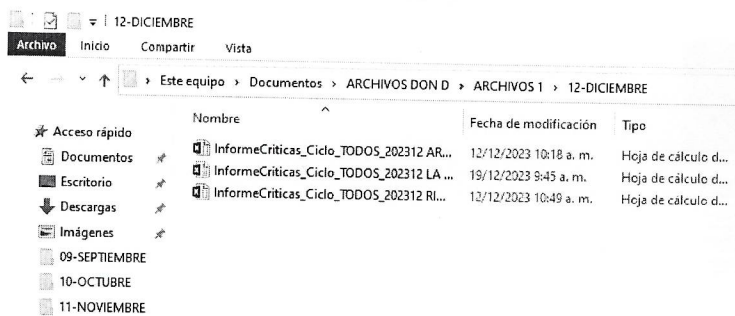 12-DICIEMBRE
Archivo Inicio Compartir Vista
Este equipo > Documentos > ARCHIVOS DON D > ARCHIVOS 1 > 12-DICIEMBRE
Nombre Fecha de modificación Tipo
Acceso rápido
Documentos
Escritorio
Descargas
Imágenes
09-SEPTIEMBRE
10-OCTUBRE
11-NOVIEMBRE
InformeCriticas_Ciclo_TODOS_202312 AR... 12/12/2023 10:18 a. m. Hoja de cálculo d...
InformeCriticas_Ciclo_TODOS_202312 LA ... 19/12/2023 9:45 a. m. Hoja de cálculo d...
InformeCriticas_Ciclo_TODOS_202312 RI... 12/12/2023 10:49 a. m. Hoja de cálculo d...